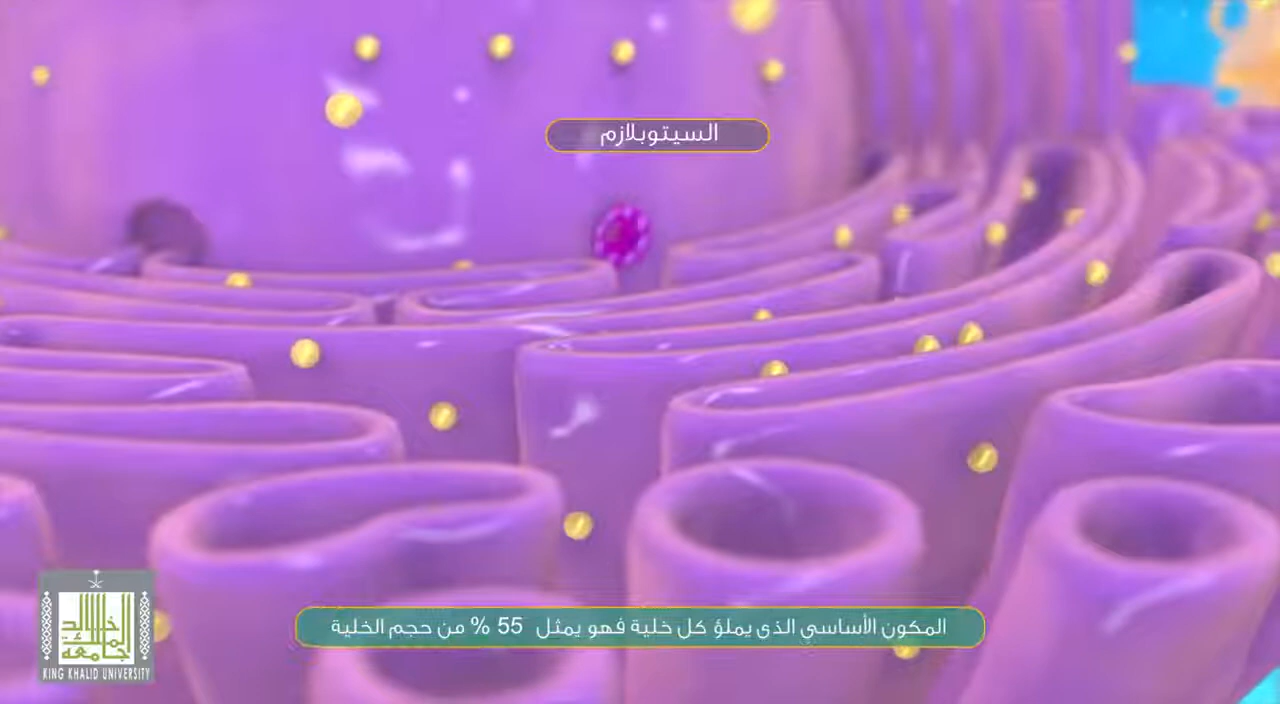 السيتوبلازم
المكون الأساسي الذى يملؤ كل خلية فهو يمثل 55 % من حجم الخلية
KING KHALID UNIVERSITY